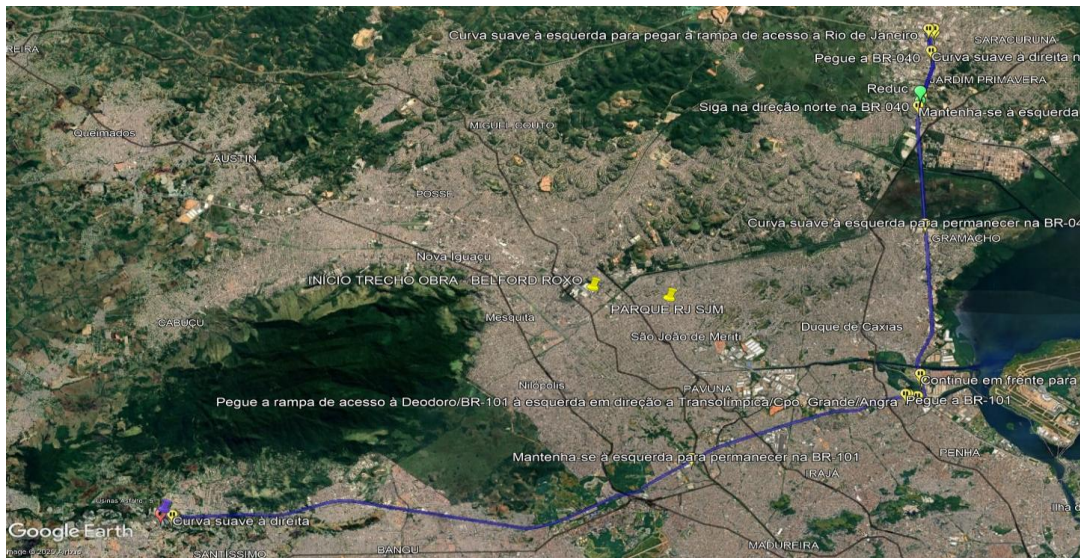 Curva suave à esquerda para pegar a rampa de acesso a Rio de Janeiro
SARACURUNA
Pegue a BR-040
Curva suave à direita n
JARDIM PRIMAVERA
Reduc
Siga na direção norte na BR-040
Mantenha-se à esquerda
REIRA
Queimados
MIGUEL COUTO
AUSTIN
POSSE
Curva suave à esquerda para permanecer na BR-04
GRAMACHO
Nova Iguaçu
INÍCIO TRECHO OBRA - BELFORD ROXO
PARQUE RJ SJM
CABUÇU
Mesquita
Duque de Caxias
São João de Meriti
Nilópolis
PAVUNA
Continue em frente para
Pegue a rampa de acesso à Deodoro/BR-101 à esquerda em direção a Transolímpica/Cpo. Grande/Angra
Pegue a BR-101
Mantenha-se à esquerda para permanecer na BR-101
PENHA
IRAJÁ
Ilha d
Curva suave à direita
Google Earth
SANTÍSSIMO
BANGU
MADUREIRA